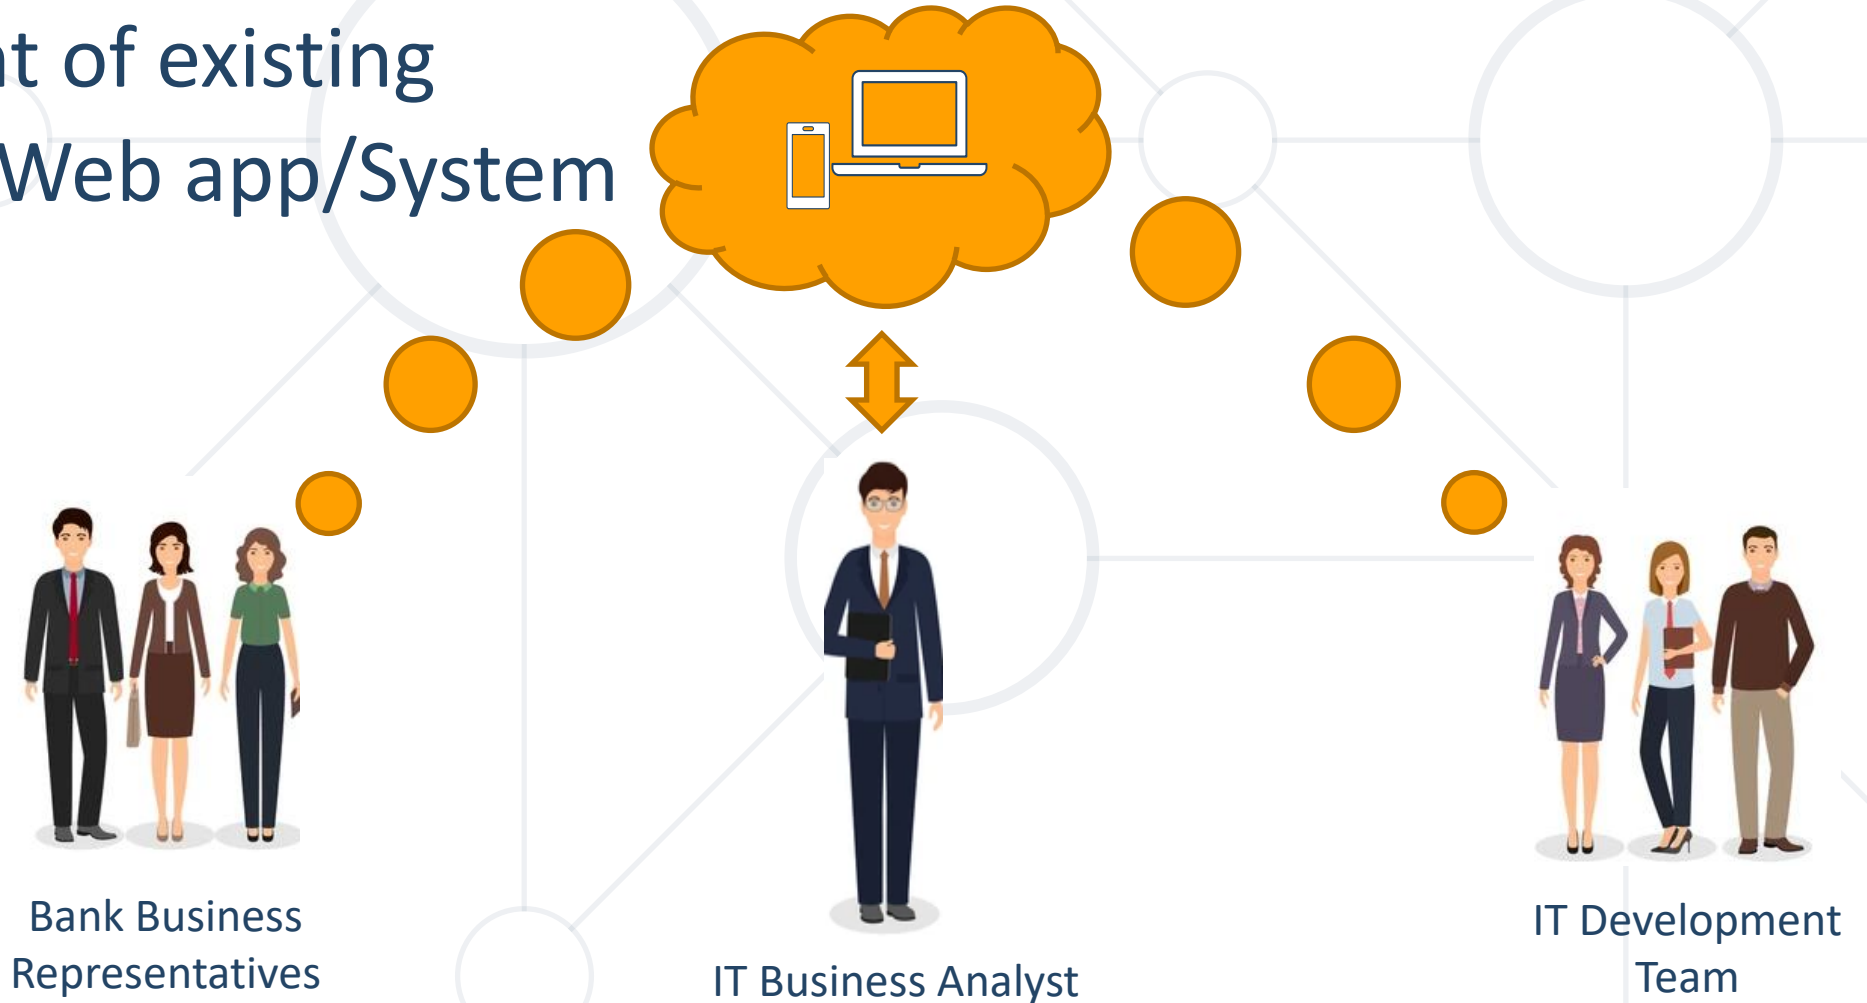 of existing
Web app/System
Bank Business
Representatives
IT Business Analyst
IT Development
Team